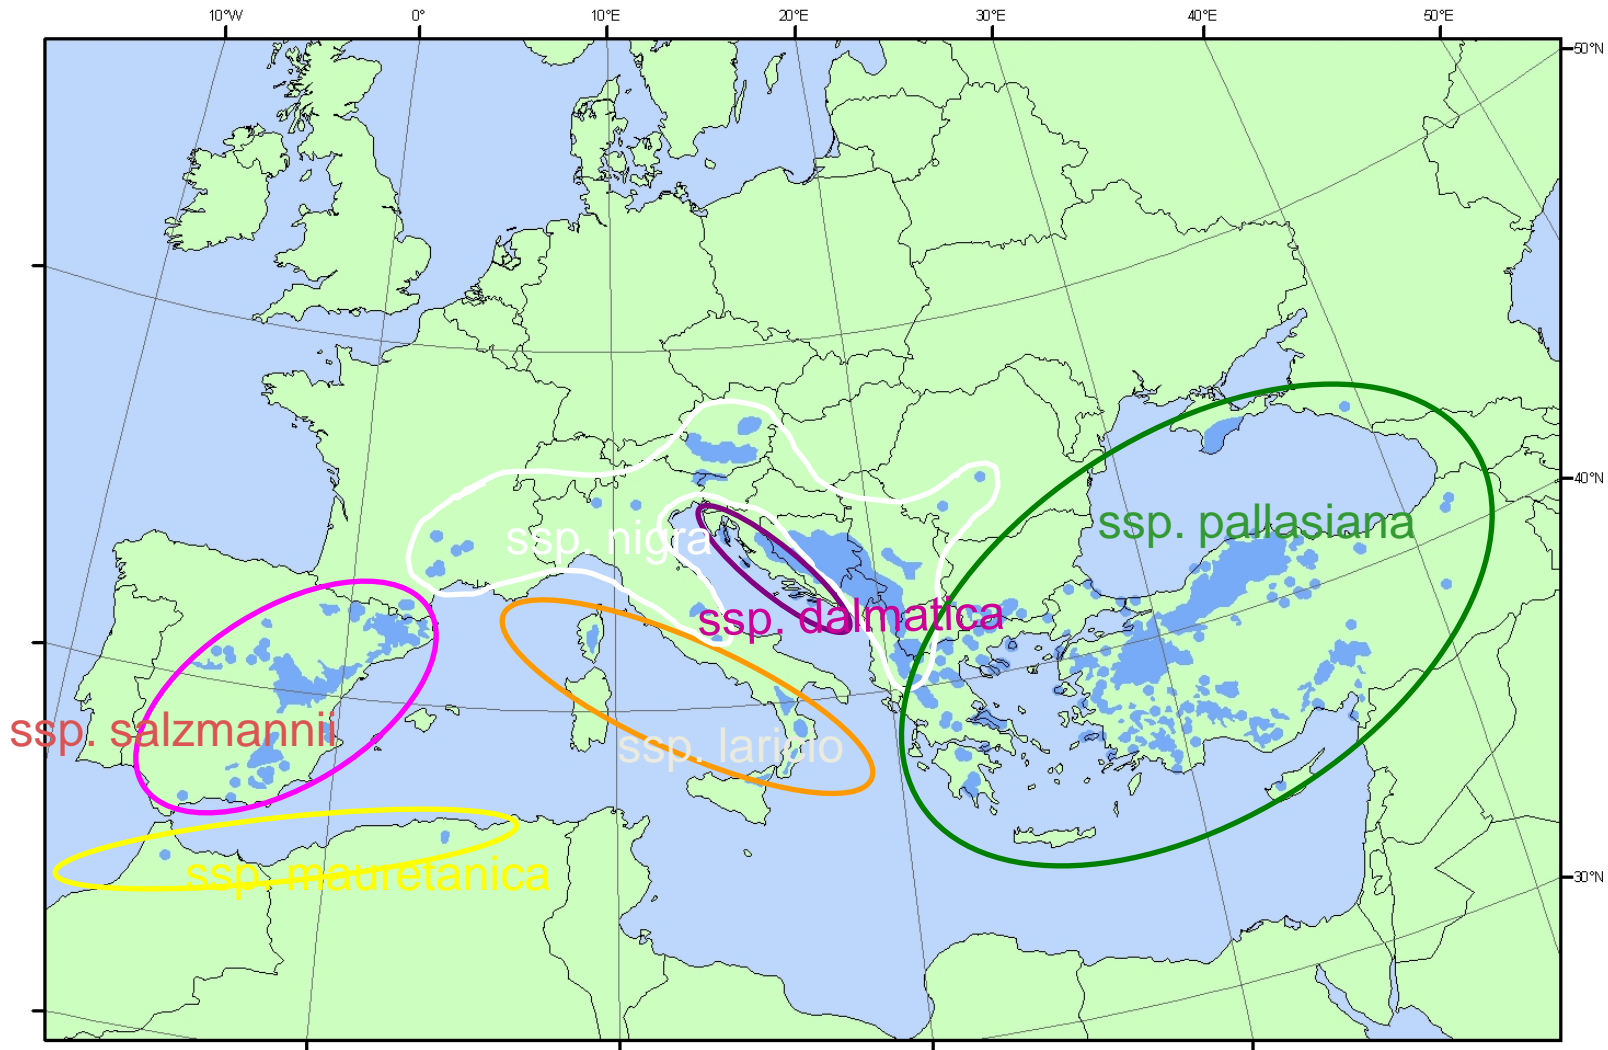 10°W 0° 10°E 20°E 30°E 40°E 50°E
50°N
40°N
ssp. pallasiana
ssp. nigra
ssp. dalmatica
ssp. salzmannii
ssp. laricio
ssp. mauretanica
30°N